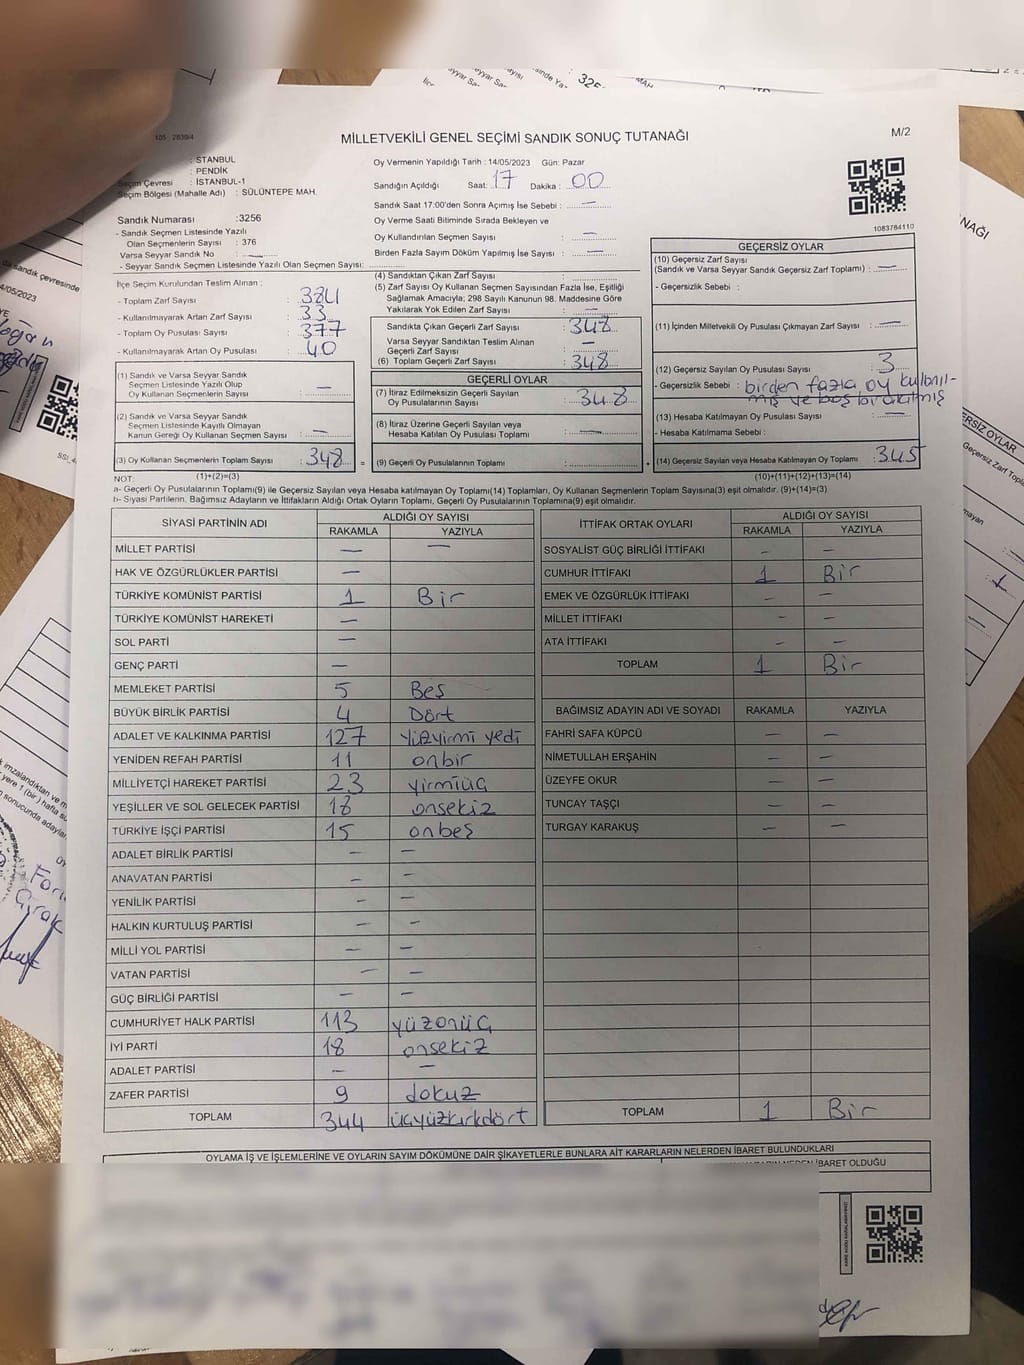 105 2839/4
MİLLETVEKİLİ GENEL SEÇİMİ SANDIK SONUÇ TUTANAĞI
M/2
: STANBUL
: PENDİK
Seçim Çevresi : İSTANBUL-1
Seçim Bölgesi (Mahalle Adı) : SÜLÜNTEPE MAH.
Sandık Numarası :3256
- Sandık Seçmen Listesinde Yazılı
Olan Seçmenlerin Sayısı : 376
Varsa Seyyar Sandık No : —
- Seyyar Sandık Seçmen Listesinde Yazılı Olan Seçmen Sayısı:
İlçe Seçim Kurulundan Teslim Alınan ;
- Toplam Zarf Sayısı : 381
- Kullanılmayarak Artan Zarf Sayısı : 33
- Toplam Oy Pusulası Sayısı : 377
- Kullanılmayarak Artan Oy Pusulası : 40
(1) Sandık ve Varsa Seyyar Sandık
Seçmen Listesinde Yazılı Olup
Oy Kullanan Seçmenlerin Sayısı : —
(2) Sandık ve Varsa Seyyar Sandık
Seçmen Listesinde Kayıtlı Olmayan
Kanun Gereği Oy Kullanan Seçmen Sayısı : —
(3) Oy Kullanan Seçmenlerin Toplam Sayısı : 348 =
(1)+(2)=(3)
Oy Vermenin Yapıldığı Tarih : 14/05/2023 Gün: Pazar
Sandığın Açıldığı Saat: 17 Dakika : 00
Sandık Saat 17:00'den Sonra Açımış İse Sebebi : —
Oy Verme Saati Bitiminde Sırada Bekleyen ve
Oy Kullandırılan Seçmen Sayısı : —
Birden Fazla Sayım Döküm Yapılmış İse Sayısı : —
(4) Sandıktan Çıkan Zarf Sayısı :
(5) Zarf Sayısı Oy Kullanan Seçmen Sayısından Fazla İse, Eşitliği
Sağlamak Amacıyla; 298 Sayılı Kanunun 98. Maddesine Göre
Yakılarak Yok Edilen Zarf Sayısı :
Sandıkta Çıkan Geçerli Zarf Sayısı : 348
Varsa Seyyar Sandıktan Teslim Alınan
Geçerli Zarf Sayısı : —
(6) Toplam Geçerli Zarf Sayısı : 348
GEÇERLİ OYLAR
(7) İtiraz Edilmeksizin Geçerli Sayılan
Oy Pusulalarının Sayısı : 348
(8) İtiraz Üzerine Geçerli Sayılan veya
Hesaba Katılan Oy Pusulası Toplamı : —
(9) Geçerli Oy Pusulalarının Toplamı : +
1083784110
GEÇERSİZ OYLAR
(10) Geçersiz Zarf Sayısı
(Sandık ve Varsa Seyyar Sandık Geçersiz Zarf Toplamı) : —
- Geçersizlik Sebebi :
(11) İçinden Milletvekili Oy Pusulası Çıkmayan Zarf Sayısı : —
(12) Geçersiz Sayılan Oy Pusulası Sayısı : 3
- Geçersizlik Sebebi : birden fazla oy kullanıl-
mış ve boş bırakılmış
(13) Hesaba Katılmayan Oy Pusulası Sayısı : —
- Hesaba Katılmama Sebebi :
(14) Geçersiz Sayılan veya Hesaba Katılmayan Oy Toplamı : 345
(10)+(11)+(12)+(13)=(14)
NOT:
a- Geçerli Oy Pusulalarının Toplamı(9) ile Geçersiz Sayılan veya Hesaba katılmayan Oy Toplamı(14) Toplamları, Oy Kullanan Seçmenlerin Toplam Sayısına(3) eşit olmalıdır. (9)+(14)=(3)
b- Siyasi Partilerin, Bağımsız Adayların ve İttifakların Aldığı Ortak Oyların Toplamı, Geçerli Oy Pusulalarının Toplamına(9) eşit olmalıdır.
SİYASİ PARTİNİN ADI ALDIĞI OY SAYISI
RAKAMLA YAZIYLA
MİLLET PARTİSİ — —
HAK VE ÖZGÜRLÜKLER PARTİSİ —
TÜRKİYE KOMÜNİST PARTİSİ 1 Bir
TÜRKİYE KOMÜNİST HAREKETİ —
SOL PARTİ —
GENÇ PARTİ —
MEMLEKET PARTİSİ 5 Beş
BÜYÜK BİRLİK PARTİSİ 4 Dört
ADALET VE KALKINMA PARTİSİ 127 Yüzyirmi yedi
YENİDEN REFAH PARTİSİ 11 onbir
MİLLİYETÇİ HAREKET PARTİSİ 23 yirmiüç
YEŞİLLER VE SOL GELECEK PARTİSİ 18 onsekiz
TÜRKİYE İŞÇİ PARTİSİ 15 onbeş
ADALET BİRLİK PARTİSİ — —
ANAVATAN PARTİSİ — —
YENİLİK PARTİSİ — —
HALKIN KURTULUŞ PARTİSİ — —
MİLLİ YOL PARTİSİ — —
VATAN PARTİSİ — —
GÜÇ BİRLİĞİ PARTİSİ — —
CUMHURİYET HALK PARTİSİ 113 yüzonüç
İYİ PARTİ 18 onsekiz
ADALET PARTİSİ — —
ZAFER PARTİSİ 9 dokuz
TOPLAM 344 üçyüzkırkdört
İTTİFAK ORTAK OYLARI ALDIĞI OY SAYISI
RAKAMLA YAZIYLA
SOSYALİST GÜÇ BİRLİĞİ İTTİFAKI — —
CUMHUR İTTİFAKI 1 Bir
EMEK VE ÖZGÜRLÜK İTTİFAKI — —
MİLLET İTTİFAKI — —
ATA İTTİFAKI — —
TOPLAM 1 Bir
BAĞIMSIZ ADAYIN ADI VE SOYADI RAKAMLA YAZIYLA
FAHRİ SAFA KÜPCÜ — —
NİMETULLAH ERŞAHİN — —
ÜZEYFE OKUR — —
TUNCAY TAŞÇI — —
TURGAY KARAKUŞ — —
TOPLAM 1 Bir
OYLAMA İŞ VE İŞLEMLERİNE VE OYLARIN SAYIM DÖKÜMÜNE DAİR ŞİKAYETLERLE BUNLARA AİT KARARLARIN NELERDEN İBARET BULUNDUKLARI
İBARET OLDUĞU